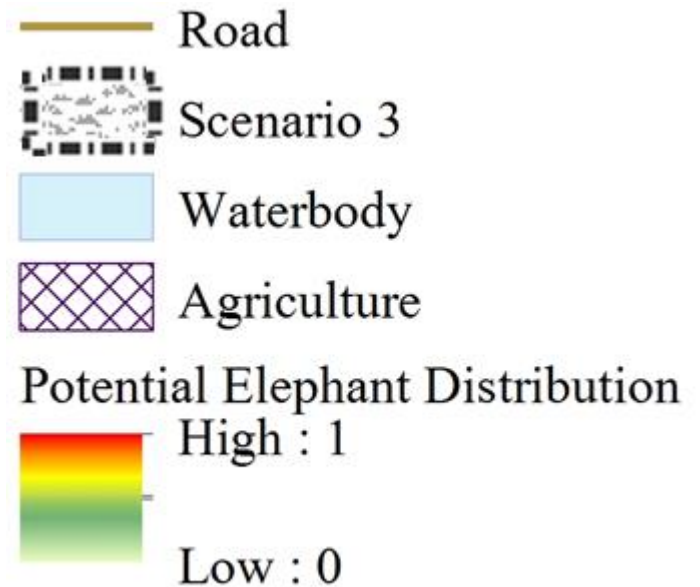 Road
Scenario 3
Waterbody
Agriculture
Potential Elephant Distribution
High : 1
Low : 0